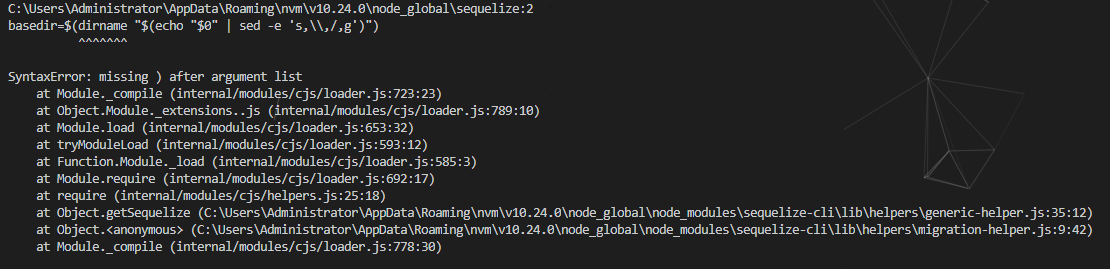 C:\Users\Administrator\AppData\Roaming\nvm\v10.24.0\node_global\sequelize:2
basedir=$(dirname "$(echo "$0" | sed -e 's,\\,/,g')")
          ^^^^^^^
SyntaxError: missing ) after argument list
    at Module._compile (internal/modules/cjs/loader.js:723:23)
    at Object.Module._extensions..js (internal/modules/cjs/loader.js:789:10)
    at Module.load (internal/modules/cjs/loader.js:653:32)
    at tryModuleLoad (internal/modules/cjs/loader.js:593:12)
    at Function.Module._load (internal/modules/cjs/loader.js:585:3)
    at Module.require (internal/modules/cjs/loader.js:692:17)
    at require (internal/modules/cjs/helpers.js:25:18)
    at Object.getSequelize (C:\Users\Administrator\AppData\Roaming\nvm\v10.24.0\node_global\node_modules\sequelize-cli\lib\helpers\generic-helper.js:35:12)
    at Object.<anonymous> (C:\Users\Administrator\AppData\Roaming\nvm\v10.24.0\node_global\node_modules\sequelize-cli\lib\helpers\migration-helper.js:9:42)
    at Module._compile (internal/modules/cjs/loader.js:778:30)